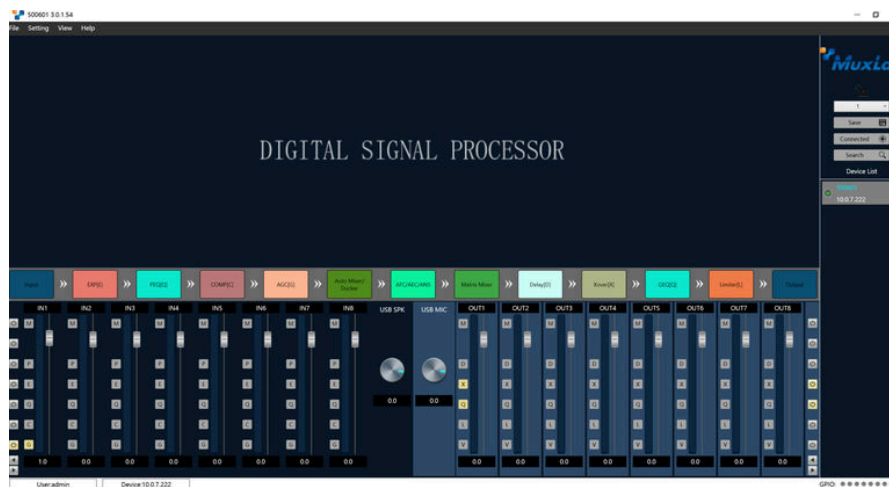 S00601 3.0.1.54
File Setting View Help
MuxLa
1
Save
Connected
Search
Device List
10.0.7.222
DIGITAL SIGNAL PROCESSOR
Input EXP[E] PEQ[Q] COMP[C] AGC[G] Auto Mixer/ Ducker AFC/AEC/ANS Matrix Mixer Delay[D] Xover[X] GEQ[Q] Limiter[L] Output
IN1 IN2 IN3 IN4 IN5 IN6 IN7 IN8 USB SPK USB MIC OUT1 OUT2 OUT3 OUT4 OUT5 OUT6 OUT7 OUT8
M M M M M M M M M M M M M M M M
P P P P P P P P D D D D D D D D
E E E E E E E E X X X X X X X X
Q Q Q Q Q Q Q Q 0.0 0.0 Q Q Q Q Q Q Q Q
C C C C C C C C L L L L L L L L
G G G G G G G G V V V V V V V V
1.0 0.0 0.0 0.0 0.0 0.0 0.0 0.0 0.0 0.0 0.0 0.0 0.0 0.0 0.0 0.0
User:admin Device:10.0.7.222 GPIO: